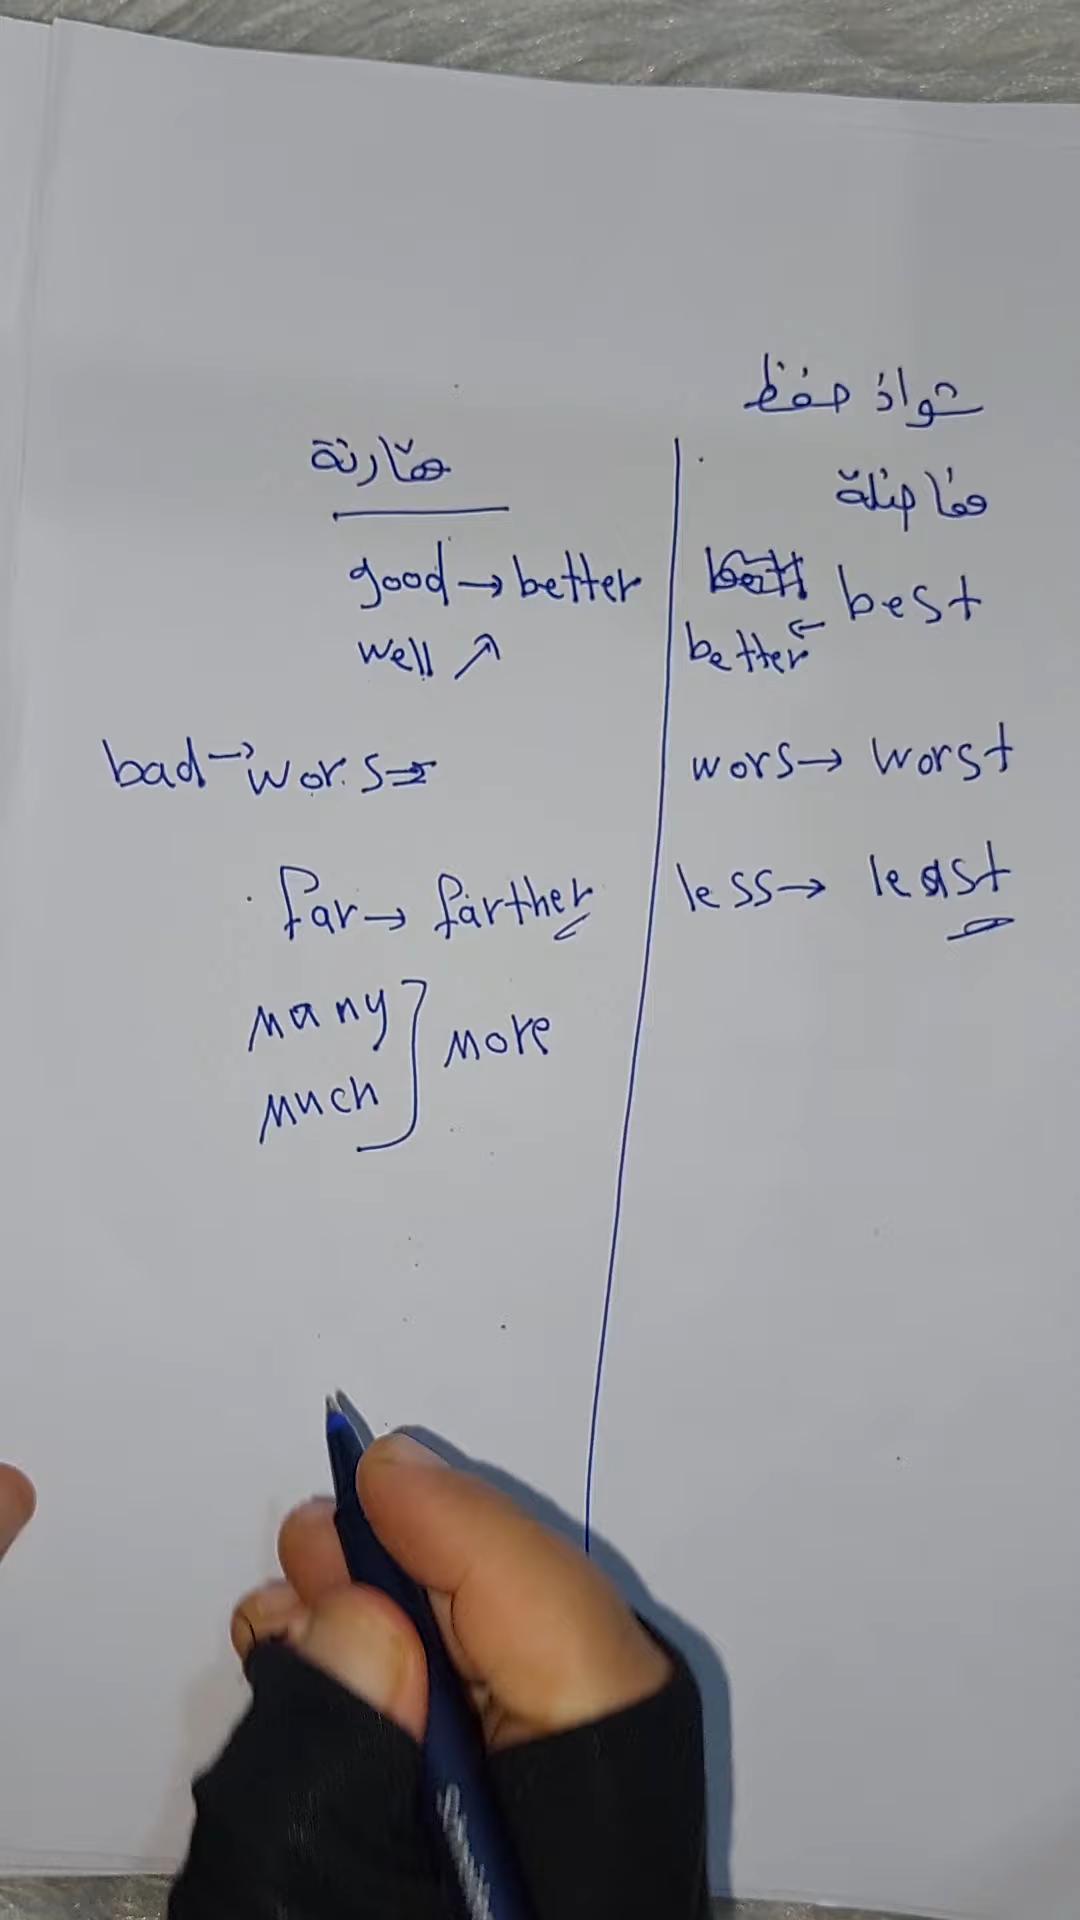 شواذ حفظ
مقارنة
مفاضلة
good → better
well ↗
best
better ←
bad → wors
wors → worst
far → farther
less → least
many
much
more